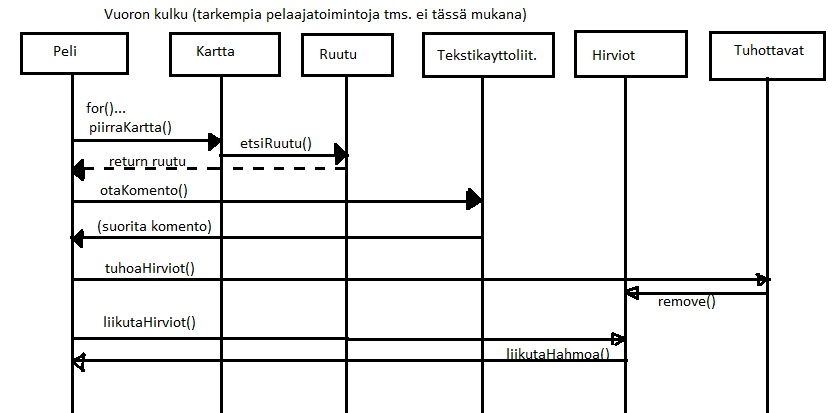 Vuoron kulku (tarkempia pelaajatoimintoja tms. ei tässä mukana)
Peli
Kartta
Ruutu
Tekstikayttoliit.
Hirviot
Tuhottavat
for()...
piirraKartta()
etsiRuutu()
return ruutu
otaKomento()
(suorita komento)
tuhoaHirviot()
remove()
liikutaHirviot()
liikutaHahmoa()